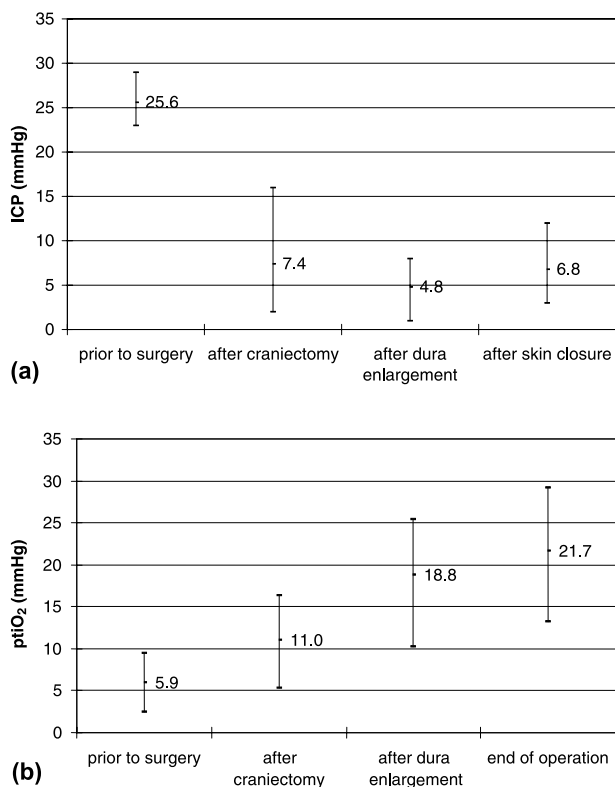 35
30
25
20
15
10
5
0
ICP (mmHg)
25.6
7.4
4.8
6.8
prior to surgery
after craniectomy
after dura
enlargement
after skin closure
(a)
35
30
25
20
15
10
5
0
ptiO₂ (mmHg)
5.9
11.0
18.8
21.7
prior to surgery
after
craniectomy
after dura
enlargement
end of operation
(b)